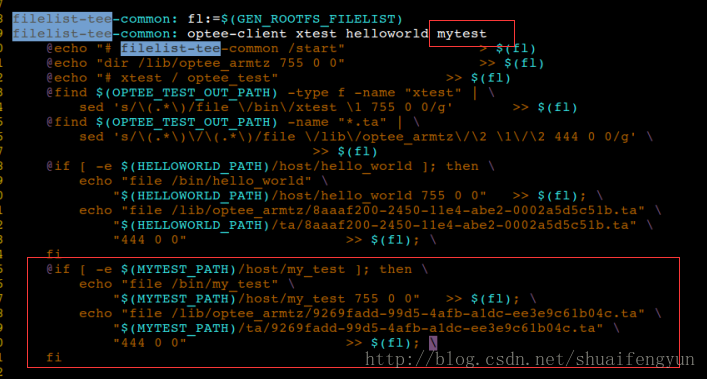 filelist-tee-common: fl:=$(GEN_ROOTFS_FILELIST)
filelist-tee-common: optee-client xtest helloworld mytest
@echo "# filelist-tee-common /start" > $(fl)
@echo "dir /lib/optee_armtz 755 0 0" >> $(fl)
@echo "# xtest / optee_test" >> $(fl)
@find $(OPTEE_TEST_OUT_PATH) -type f -name "xtest" | \
sed 's/\(.*\)/file \/bin\/xtest \1 755 0 0/g' >> $(fl)
@find $(OPTEE_TEST_OUT_PATH) -name "*.ta" | \
sed 's/\(.*\)\/\(.*\)/file \/lib\/optee_armtz\/\2 \1\/\2 444 0 0/g' \
>> $(fl)
@if [ -e $(HELLOWORLD_PATH)/host/hello_world ]; then \
echo "file /bin/hello_world" \
"$(HELLOWORLD_PATH)/host/hello_world 755 0 0" >> $(fl); \
echo "file /lib/optee_armtz/8aaaf200-2450-11e4-abe2-0002a5d5c51b.ta" \
"$(HELLOWORLD_PATH)/ta/8aaaf200-2450-11e4-abe2-0002a5d5c51b.ta" \
"444 0 0" >> $(fl); \
fi
@if [ -e $(MYTEST_PATH)/host/my_test ]; then \
echo "file /bin/my_test" \
"$(MYTEST_PATH)/host/my_test 755 0 0" >> $(fl); \
echo "file /lib/optee_armtz/9269fadd-99d5-4afb-a1dc-ee3e9c61b04c.ta" \
"$(MYTEST_PATH)/ta/9269fadd-99d5-4afb-a1dc-ee3e9c61b04c.ta" \
"444 0 0" >> $(fl); \
fi
http://blog.csdn.net/shuaifengyun